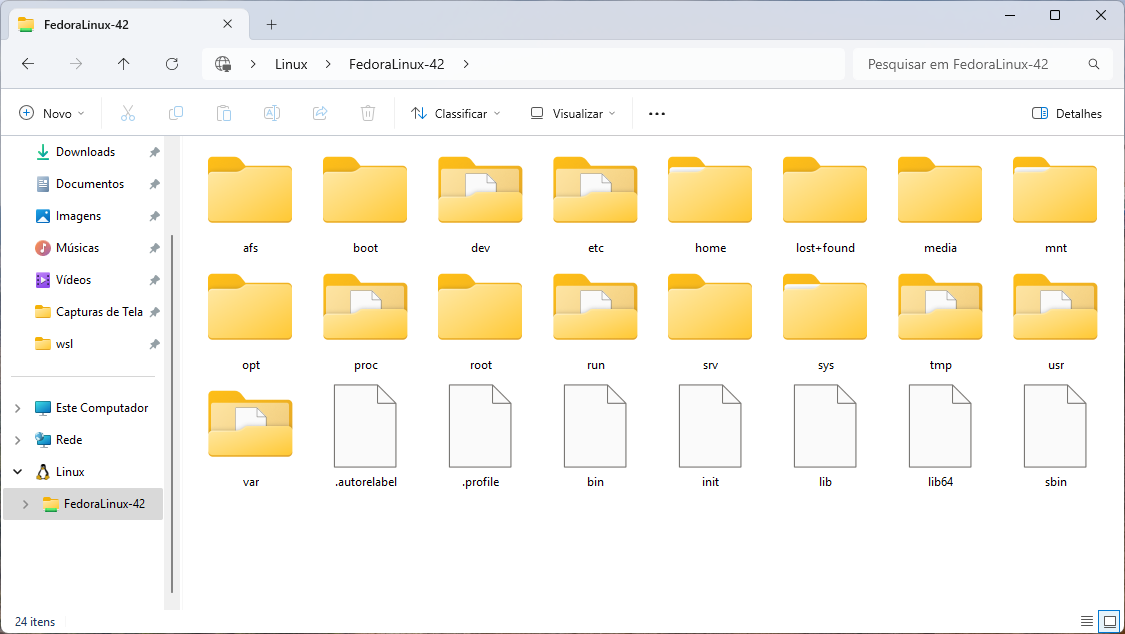 FedoraLinux-42
Linux
FedoraLinux-42
Pesquisar em FedoraLinux-42
Novo
Classificar
Visualizar
Detalhes
Downloads
Documentos
Imagens
Músicas
Vídeos
Capturas de Tela
wsl
Este Computador
Rede
Linux
FedoraLinux-42
afs
boot
dev
etc
home
lost+found
media
mnt
opt
proc
root
run
srv
sys
tmp
usr
var
.autorelabel
.profile
bin
init
lib
lib64
sbin
24 itens